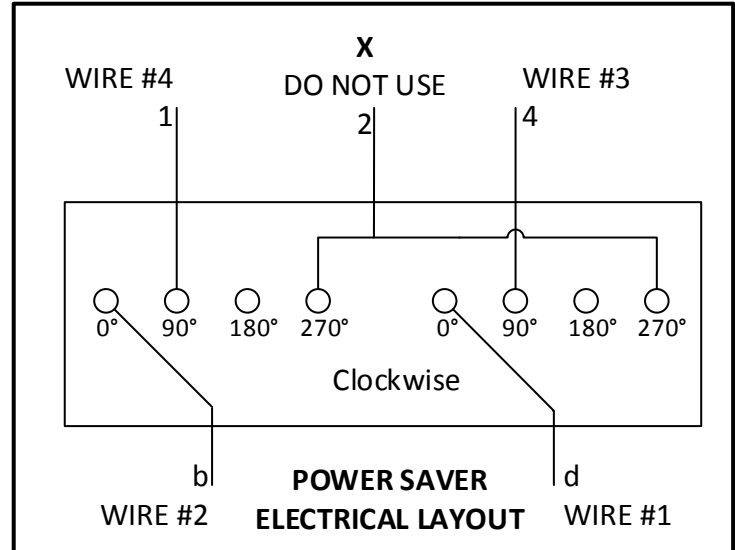 X
WIRE #4 DO NOT USE WIRE #3
1 2 4
0° 90° 180° 270° 0° 90° 180° 270°
Clockwise
b POWER SAVER d
WIRE #2 ELECTRICAL LAYOUT WIRE #1